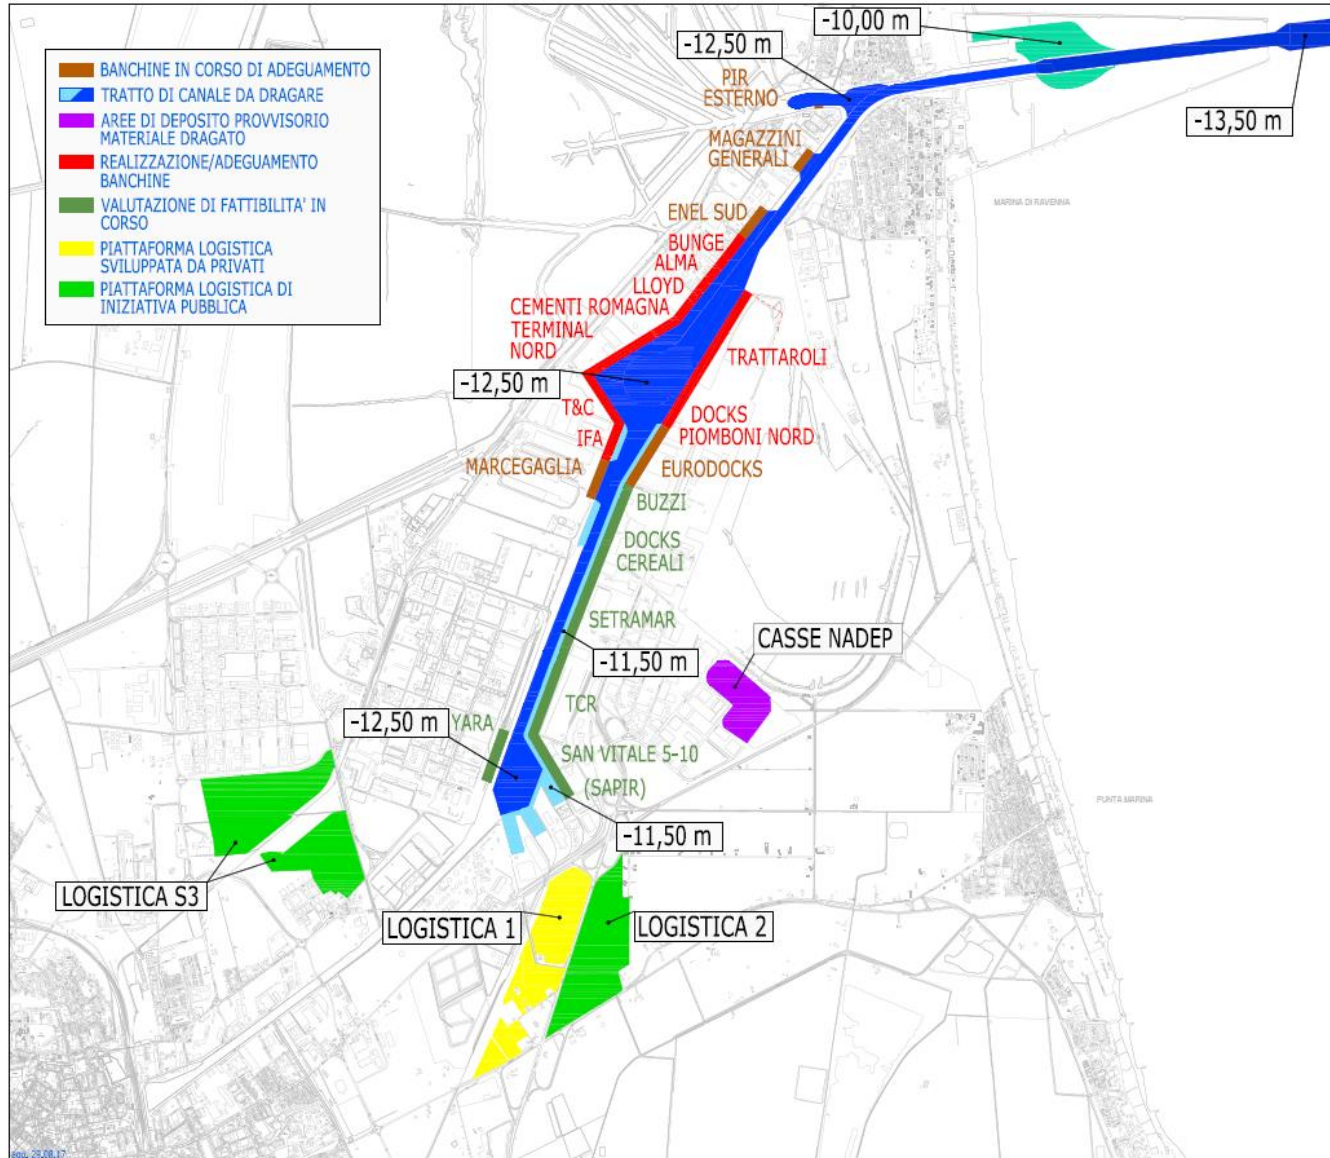 -10,00 m
-12,50 m
-13,50 m
BANCHINE IN CORSO DI ADEGUAMENTO
TRATTO DI CANALE DA DRAGARE
AREE DI DEPOSITO PROVVISORIO
MATERIALE DRAGATO
REALIZZAZIONE/ADEGUAMENTO
BANCHINE
VALUTAZIONE DI FATTIBILITA' IN
CORSO
PIATTAFORMA LOGISTICA
SVILUPPATA DA PRIVATI
PIATTAFORMA LOGISTICA DI
INIZIATIVA PUBBLICA
PIR
ESTERNO
MAGAZZINI
GENERALI
MARINA DI RAVENNA
ENEL SUD
BUNGE
ALMA
LLOYD
CEMENTI ROMAGNA
TERMINAL
NORD
TRATTAROLI
-12,50 m
T&C
IFA
DOCKS
PIOMBONI NORD
MARCEGAGLIA
EURODOCKS
BUZZI
DOCKS
CEREALI
SETRAMAR
CASSE NADEP
-11,50 m
TCR
-12,50 m
YARA
SAN VITALE 5-10
(SAPIR)
PUNTA MARINA
-11,50 m
LOGISTICA S3
LOGISTICA 1
LOGISTICA 2